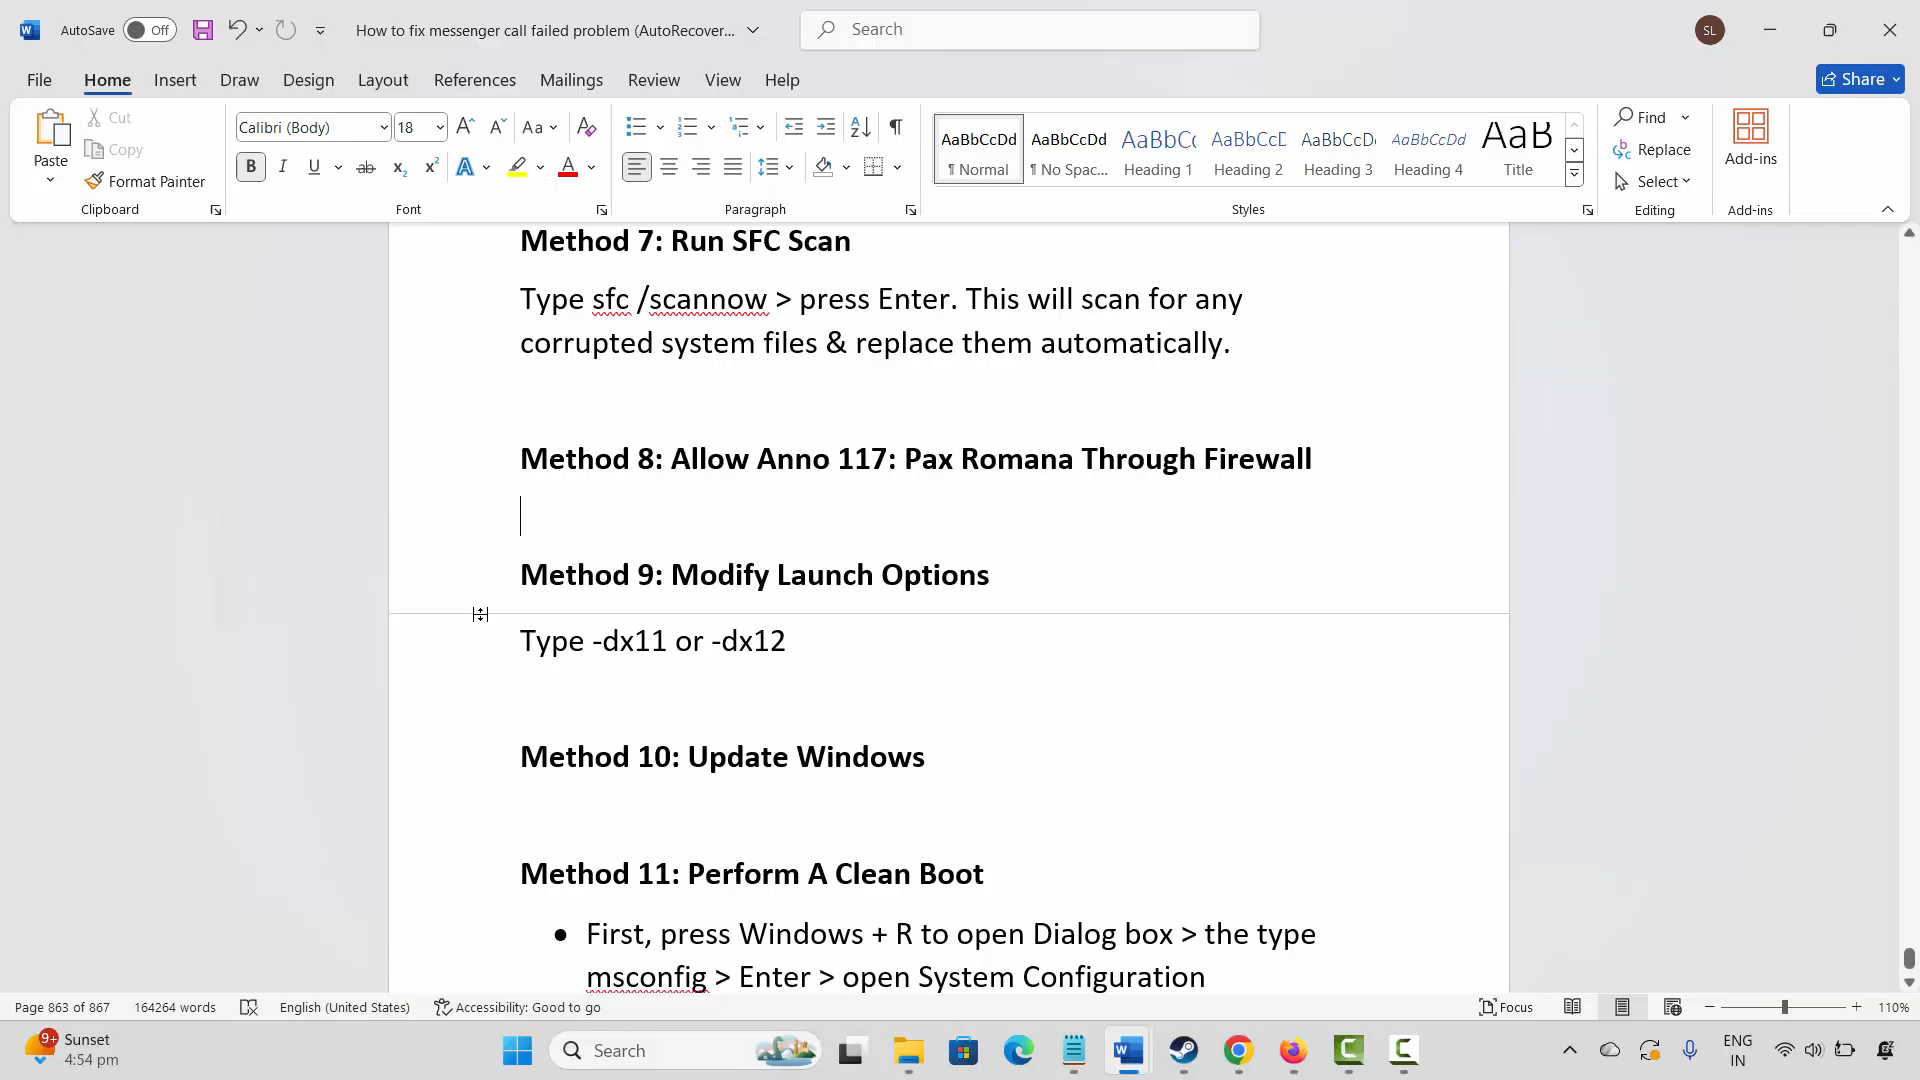 AutoSave Off How to fix messenger call failed problem (AutoRecover... Search SL
File Home Insert Draw Design Layout References Mailings Review View Help Share
Paste Cut Copy Format Painter Clipboard
Calibri (Body) 18 Aa Font
Paragraph
AaBbCcDd AaBbCcDd AaBbCc AaBbCcD AaBbCcDd AaBbCcDd AaB
¶ Normal ¶ No Spac... Heading 1 Heading 2 Heading 3 Heading 4 Title
Styles
Find Replace Select Editing
Add-ins Add-ins
Method 7: Run SFC Scan
Type sfc /scannow > press Enter. This will scan for any
corrupted system files & replace them automatically.
Method 8: Allow Anno 117: Pax Romana Through Firewall
Method 9: Modify Launch Options
Type -dx11 or -dx12
Method 10: Update Windows
Method 11: Perform A Clean Boot
• First, press Windows + R to open Dialog box > the type
msconfig > Enter > open System Configuration
Page 863 of 867 164264 words English (United States) Accessibility: Good to go Focus 110%
9+ Sunset Search ENG
4:54 pm IN